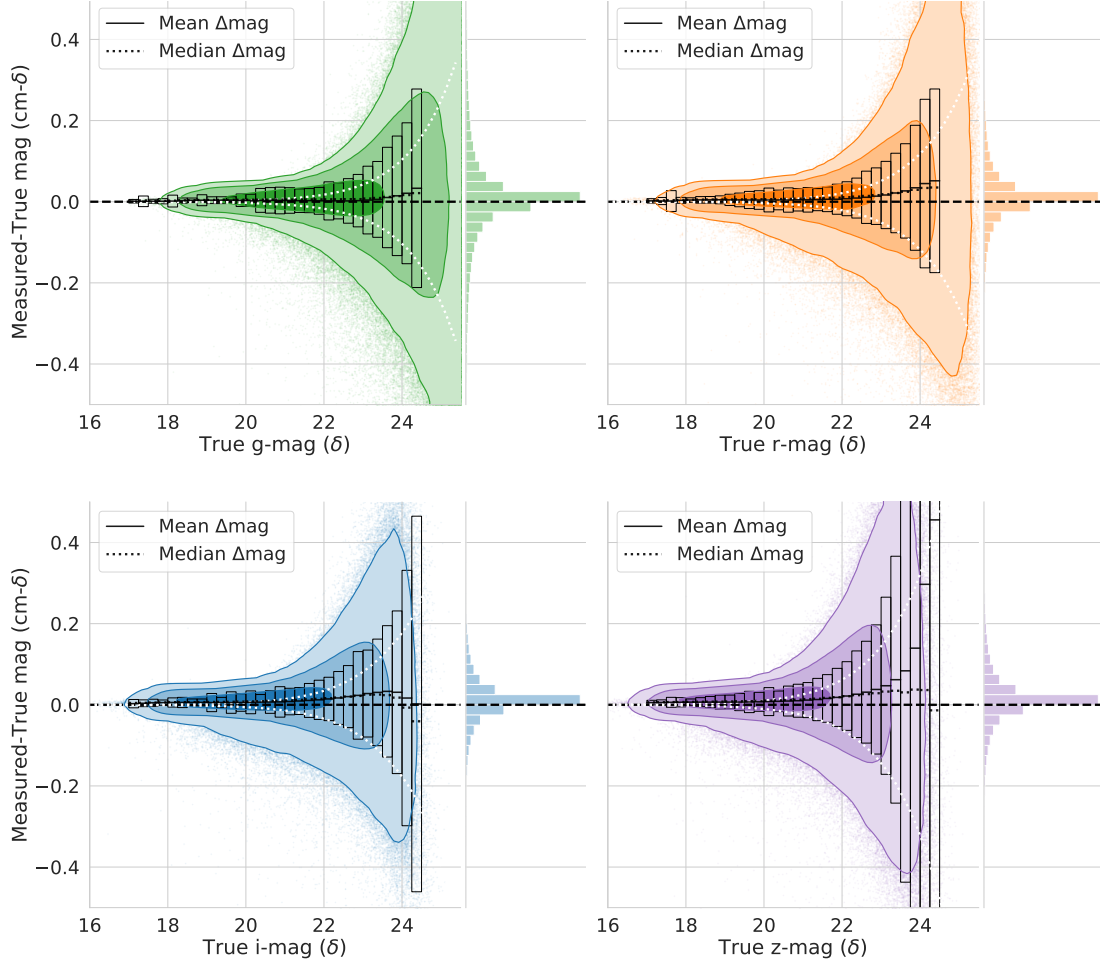 Measured-True mag (cm-δ)
0.4
0.2
0.0
−0.2
−0.4
Mean Δmag
Median Δmag
16 18 20 22 24
True g-mag (δ)
Mean Δmag
Median Δmag
16 18 20 22 24
True r-mag (δ)
Measured-True mag (cm-δ)
0.4
0.2
0.0
−0.2
−0.4
Mean Δmag
Median Δmag
16 18 20 22 24
True i-mag (δ)
Mean Δmag
Median Δmag
16 18 20 22 24
True z-mag (δ)